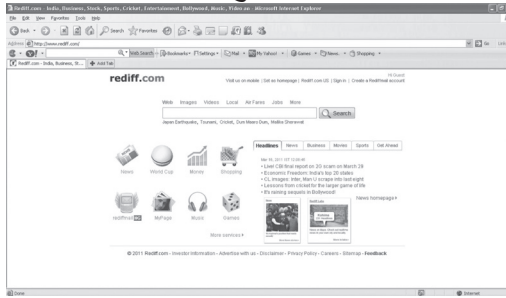 Rediff.com - India, Business, Stock, Sports, Cricket, Entertainment, Bollywood, Music, Video on - Microsoft Internet Explorer
File Edit View Favorites Tools Help
Back Search Favorites
Address http://www.rediff.com/ Go
Web Search Bookmarks Settings Mail My Yahoo! Games News Shopping
Rediff.com - India, Business, St... Add Tab
Hi Guest
rediff.com
Visit us on mobile | Set as homepage | Rediff.com US | Sign in / Create a Rediffmail account
Web Images Videos Local Air Fares Jobs Now
Search
Japan Earthquake, Tsunami, Cricket, Dum Maaro Dum, Mallika Sherawat
Headlines News Business Movies Sports Get Ahead
News World Cup Money Shopping
• Live! CBI final report on 2G scam on March 29
• Economic Freedom: India's top 20 states
• CL images: Inter, Man U scrape into last eight
• Lessons from cricket for the larger game of life
• It's raining sequels in Bollywood!
News homepage
rediffmail NG MyPage Music Games
More services
© 2011 Rediff.com - Investor Information - Advertise with us - Disclaimer - Privacy Policy - Careers - Sitemap - Feedback
Done Internet